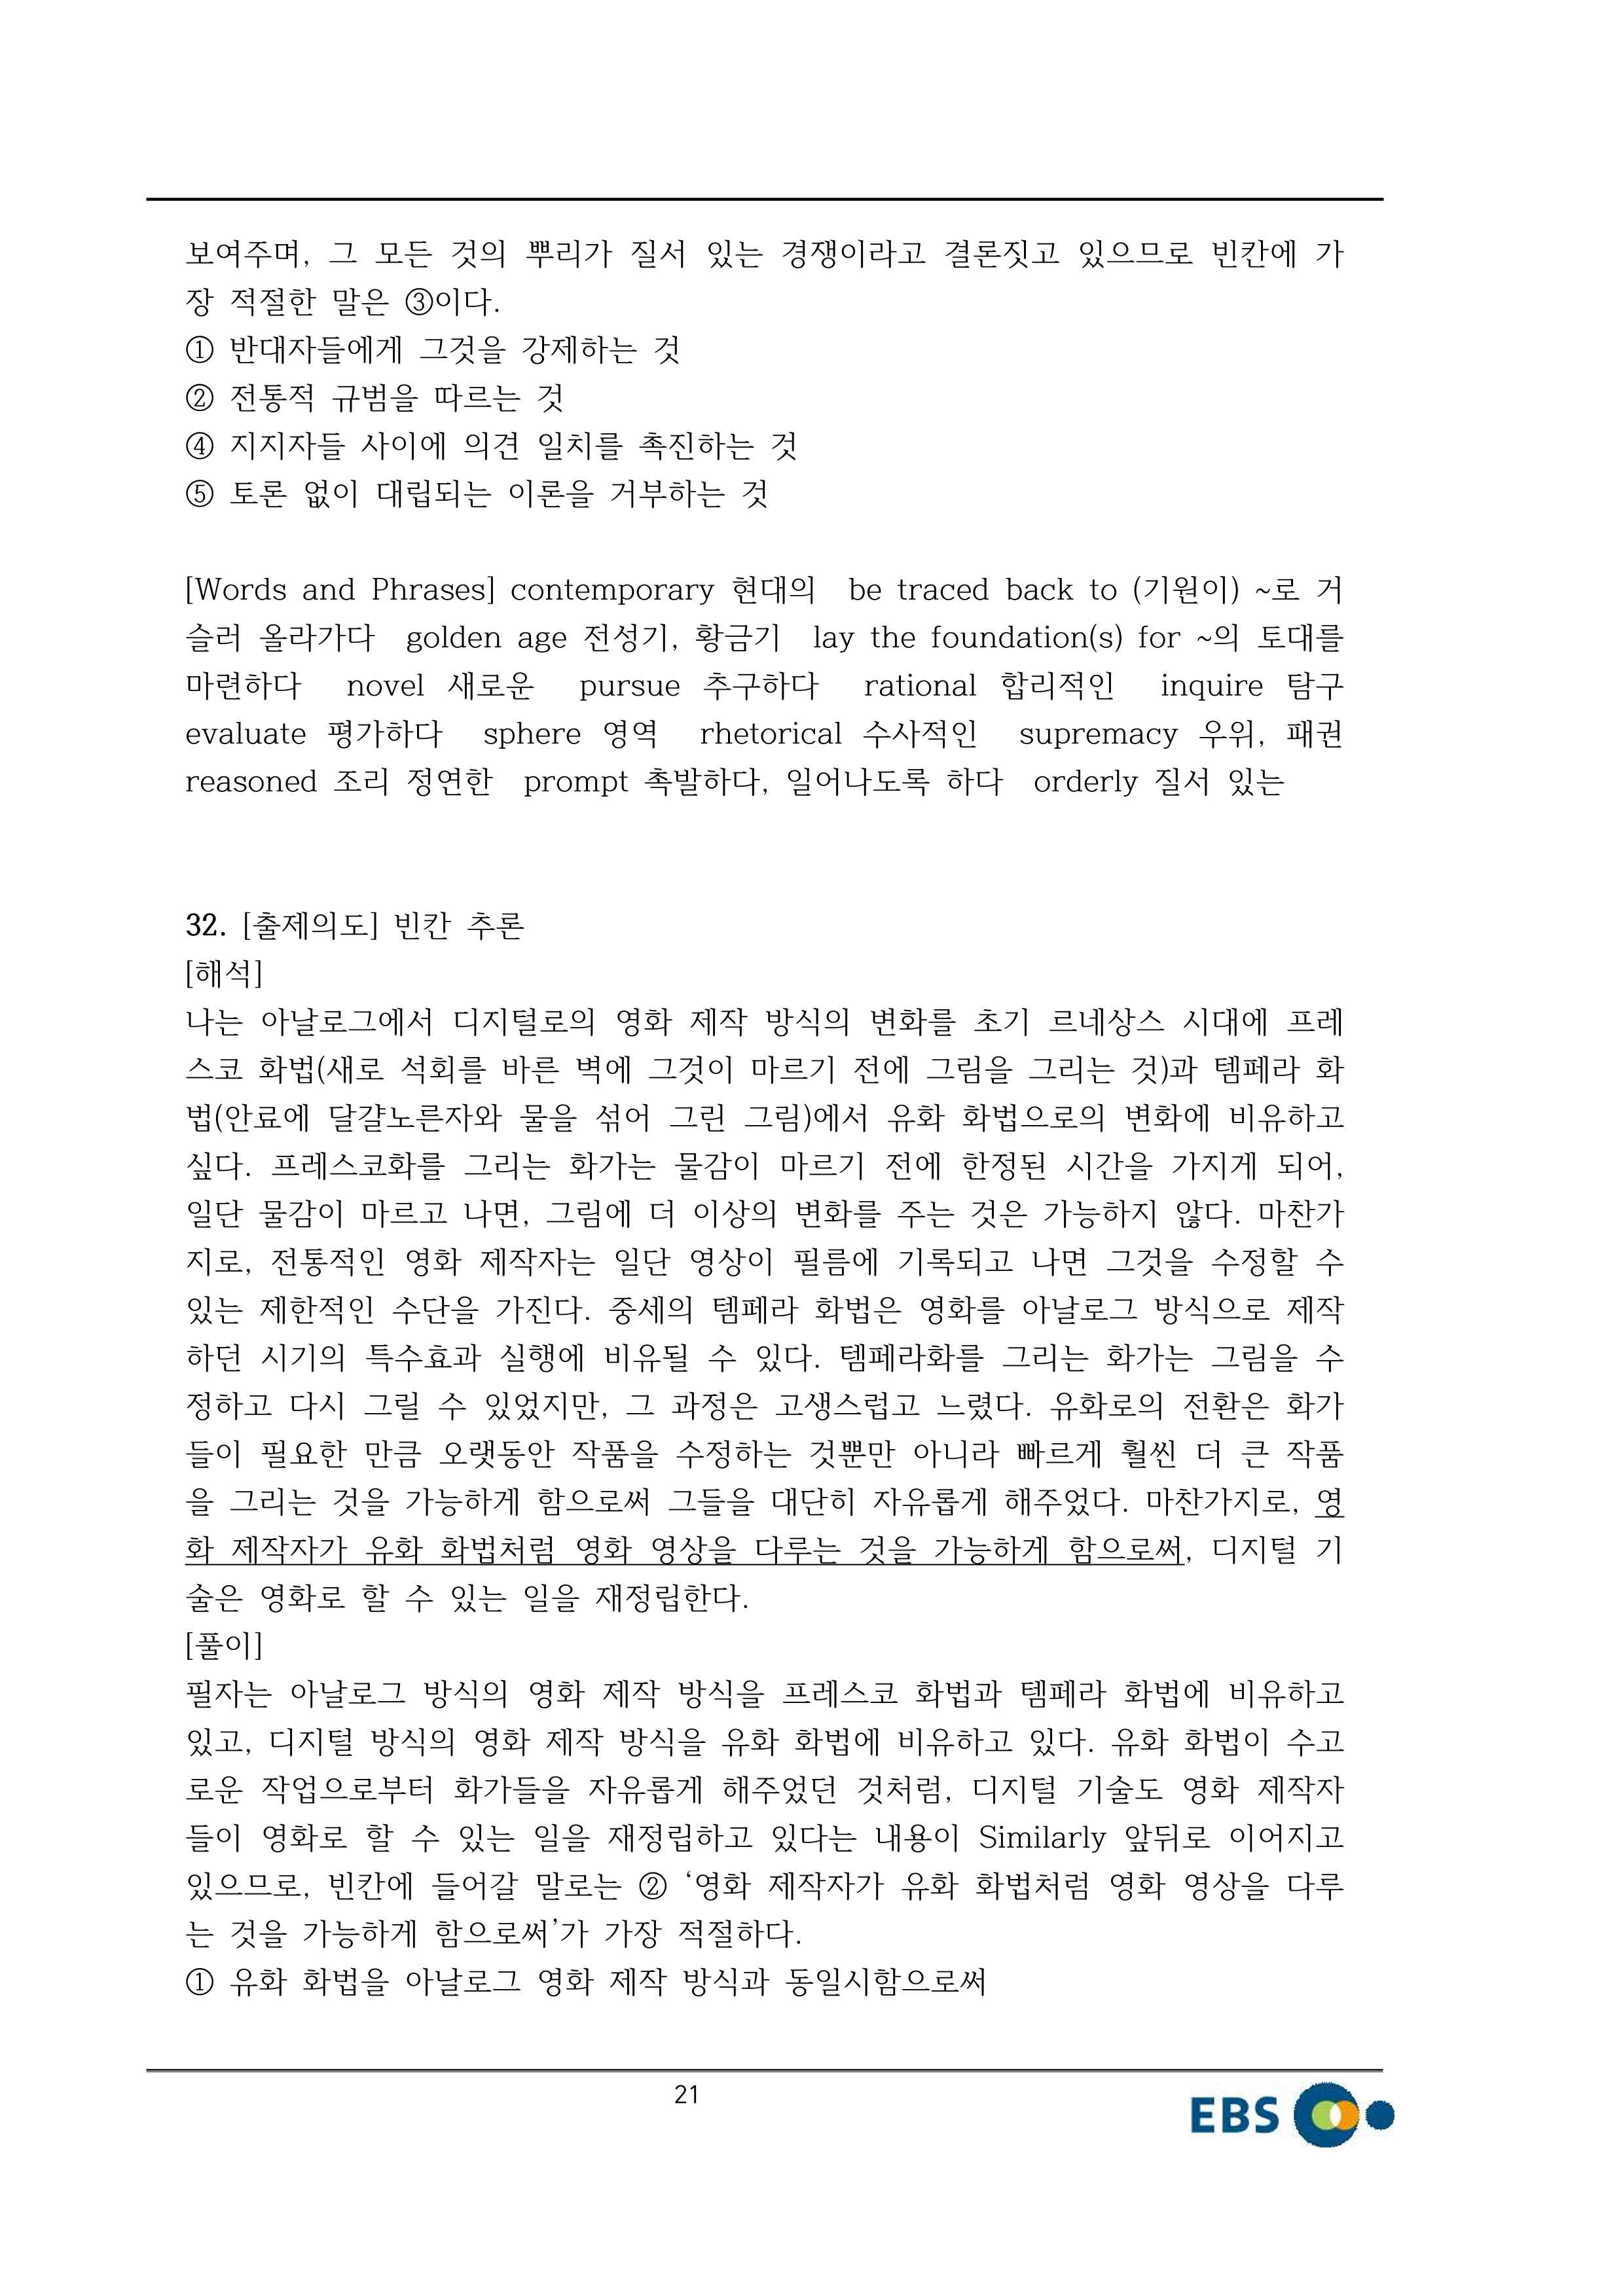 보여주며, 그 모든 것의 뿌리가 질서 있는 경쟁이라고 결론짓고 있으므로 빈칸에 가
장 적절한 말은 ③이다.
① 반대자들에게 그것을 강제하는 것
② 전통적 규범을 따르는 것
④ 지지자들 사이에 의견 일치를 촉진하는 것
⑤ 토론 없이 대립되는 이론을 거부하는 것
[Words and Phrases] contemporary 현대의 be traced back to (기원이) ~로 거
슬러 올라가다 golden age 전성기, 황금기 lay the foundation(s) for ~의 토대를
마련하다 novel 새로운 pursue 추구하다 rational 합리적인 inquire 탐구
evaluate 평가하다 sphere 영역 rhetorical 수사적인 supremacy 우위, 패권
reasoned 조리 정연한 prompt 촉발하다, 일어나도록 하다 orderly 질서 있는
32. [출제의도] 빈칸 추론
[해석]
나는 아날로그에서 디지털로의 영화 제작 방식의 변화를 초기 르네상스 시대에 프레
스코 화법(새로 석회를 바른 벽에 그것이 마르기 전에 그림을 그리는 것)과 템페라 화
법(안료에 달걀노른자와 물을 섞어 그린 그림)에서 유화 화법으로의 변화에 비유하고
싶다. 프레스코화를 그리는 화가는 물감이 마르기 전에 한정된 시간을 가지게 되어,
일단 물감이 마르고 나면, 그림에 더 이상의 변화를 주는 것은 가능하지 않다. 마찬가
지로, 전통적인 영화 제작자는 일단 영상이 필름에 기록되고 나면 그것을 수정할 수
있는 제한적인 수단을 가진다. 중세의 템페라 화법은 영화를 아날로그 방식으로 제작
하던 시기의 특수효과 실행에 비유될 수 있다. 템페라화를 그리는 화가는 그림을 수
정하고 다시 그릴 수 있었지만, 그 과정은 고생스럽고 느렸다. 유화로의 전환은 화가
들이 필요한 만큼 오랫동안 작품을 수정하는 것뿐만 아니라 빠르게 훨씬 더 큰 작품
을 그리는 것을 가능하게 함으로써 그들을 대단히 자유롭게 해주었다. 마찬가지로, 영
화 제작자가 유화 화법처럼 영화 영상을 다루는 것을 가능하게 함으로써, 디지털 기
술은 영화로 할 수 있는 일을 재정립한다.
[풀이]
필자는 아날로그 방식의 영화 제작 방식을 프레스코 화법과 템페라 화법에 비유하고
있고, 디지털 방식의 영화 제작 방식을 유화 화법에 비유하고 있다. 유화 화법이 수고
로운 작업으로부터 화가들을 자유롭게 해주었던 것처럼, 디지털 기술도 영화 제작자
들이 영화로 할 수 있는 일을 재정립하고 있다는 내용이 Similarly 앞뒤로 이어지고
있으므로, 빈칸에 들어갈 말로는 ② ‘영화 제작자가 유화 화법처럼 영화 영상을 다루
는 것을 가능하게 함으로써’가 가장 적절하다.
① 유화 화법을 아날로그 영화 제작 방식과 동일시함으로써
21
EBS